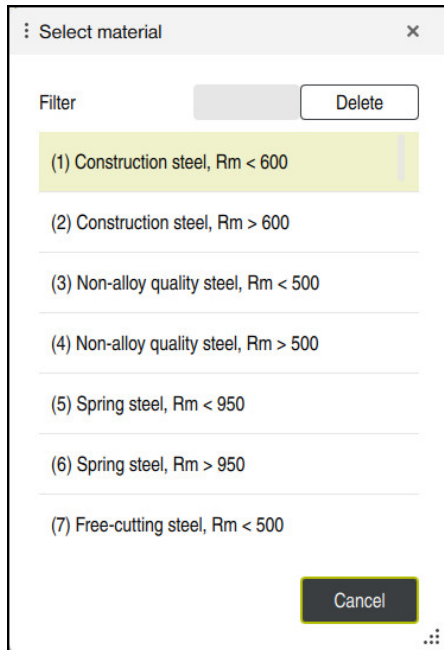 Select material
Filter
Delete
(1) Construction steel, Rm < 600
(2) Construction steel, Rm > 600
(3) Non-alloy quality steel, Rm < 500
(4) Non-alloy quality steel, Rm > 500
(5) Spring steel, Rm < 950
(6) Spring steel, Rm > 950
(7) Free-cutting steel, Rm < 500
Cancel